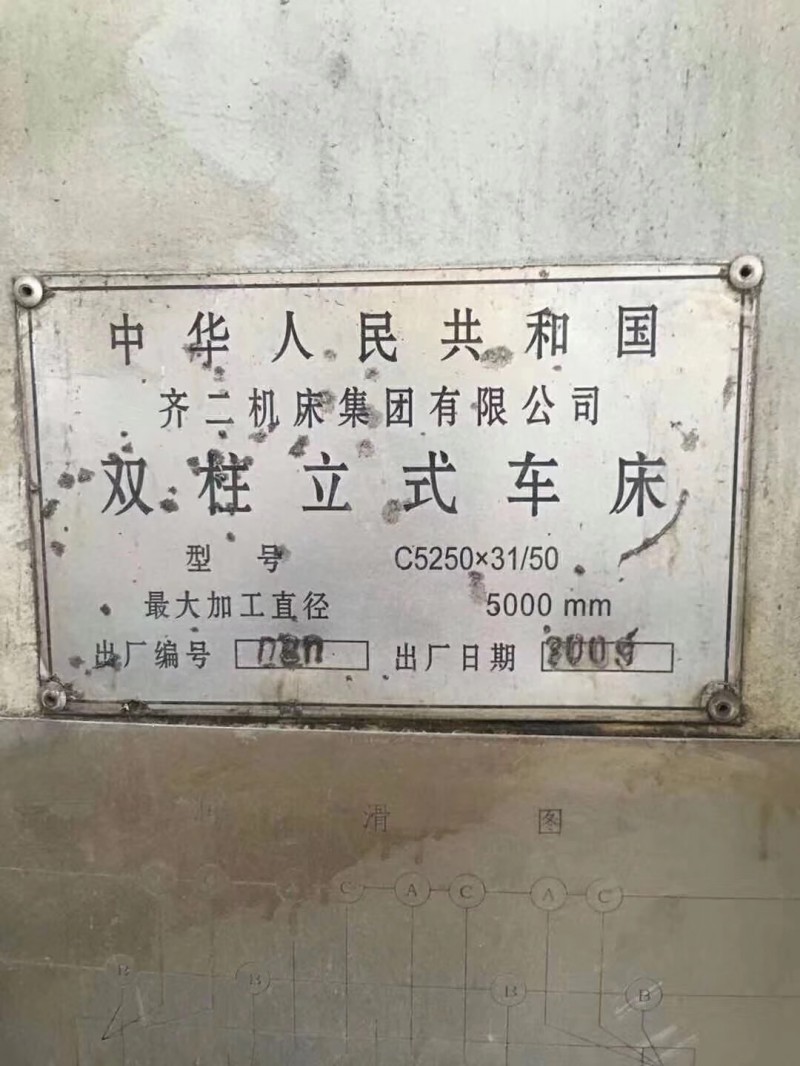 中华人民共和国
齐二机床集团有限公司
双柱立式车床
型号 C5250×31/50
最大加工直径 5000 mm
出厂编号 出厂日期 2009
滑图
C A C A C
B B B B